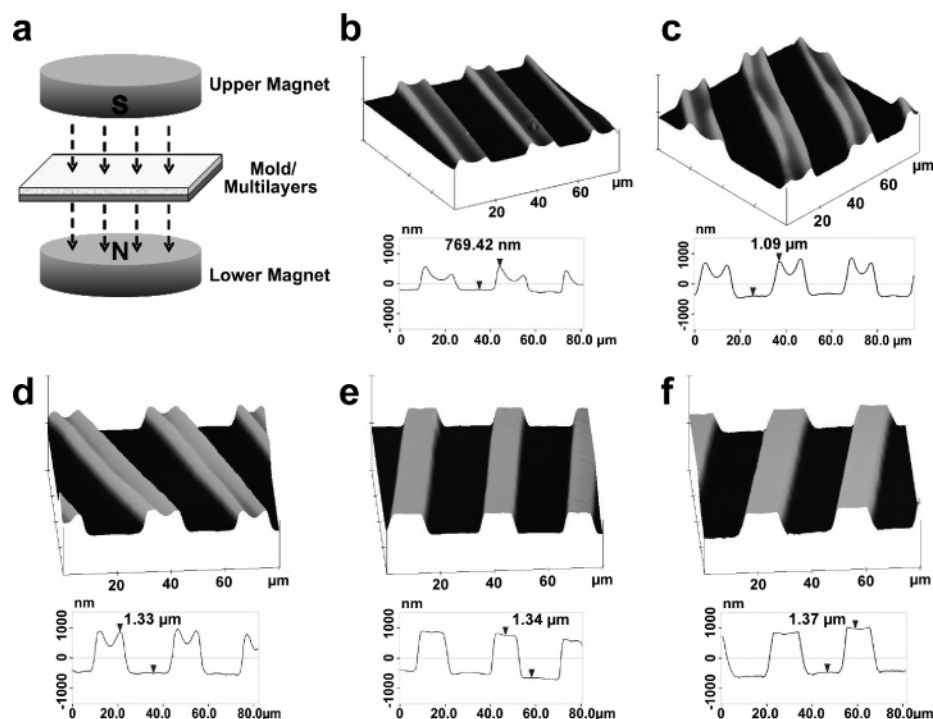 a
S
Upper Magnet
Mold/
Multilayers
N
Lower Magnet
b
20
40
60
µm
nm
769.42 nm
1000
0
-1000
0
20.0
40.0
60.0
80.0 µm
c
20
40
60
µm
nm
1.09 µm
1000
0
-1000
0
20.0
40.0
60.0
80.0 µm
d
20
40
60
µm
nm
1.33 µm
1000
0
-1000
0
20.0
40.0
60.0
80.0µm
e
20
40
60
µm
nm
1.34 µm
1000
0
-1000
0
20.0
40.0
60.0
80.0µm
f
20
40
60
µm
nm
1.37 µm
1000
0
-1000
0
20.0
40.0
60.0
80.0µm